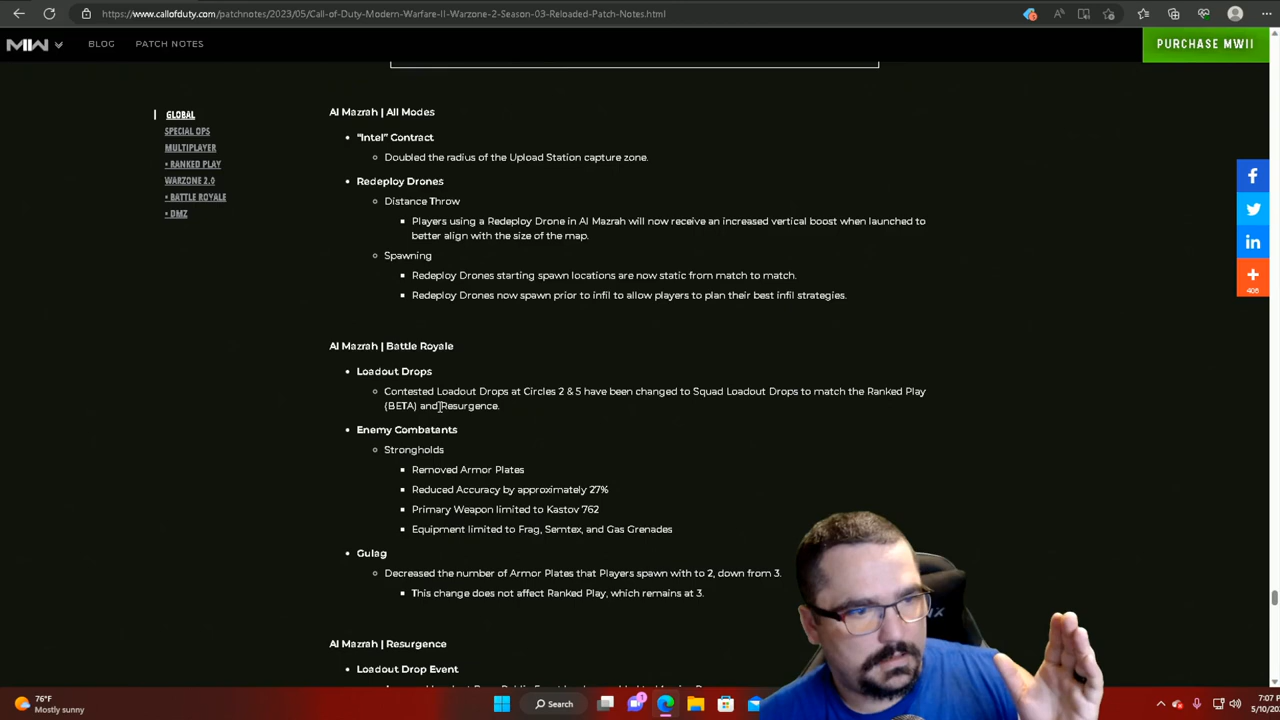 https://www.callofduty.com/patchnotes/2023/05/Call-of-Duty-Modern-Warfare-II-Warzone-2-Season-03-Reloaded-Patch-Notes.html
MW BLOG PATCH NOTES
PURCHASE MWII
GLOBAL
SPECIAL OPS
MULTIPLAYER
• RANKED PLAY
WARZONE 2.0
• BATTLE ROYALE
• DMZ
Al Mazrah | All Modes
• "Intel" Contract
Doubled the radius of the Upload Station capture zone.
• Redeploy Drones
Distance Throw
Players using a Redeploy Drone in Al Mazrah will now receive an increased vertical boost when launched to
better align with the size of the map.
Spawning
Redeploy Drones starting spawn locations are now static from match to match.
Redeploy Drones now spawn prior to infil to allow players to plan their best infil strategies.
Al Mazrah | Battle Royale
• Loadout Drops
Contested Loadout Drops at Circles 2 & 5 have been changed to Squad Loadout Drops to match the Ranked Play
(BETA) and Resurgence.
• Enemy Combatants
Strongholds
Removed Armor Plates
Reduced Accuracy by approximately 27%
Primary Weapon limited to Kastov 762
Equipment limited to Frag, Semtex, and Gas Grenades
• Gulag
Decreased the number of Armor Plates that Players spawn with to 2, down from 3.
This change does not affect Ranked Play, which remains at 3.
Al Mazrah | Resurgence
• Loadout Drop Event
406
76°F
Mostly sunny
Search
7:07 P
5/10/20